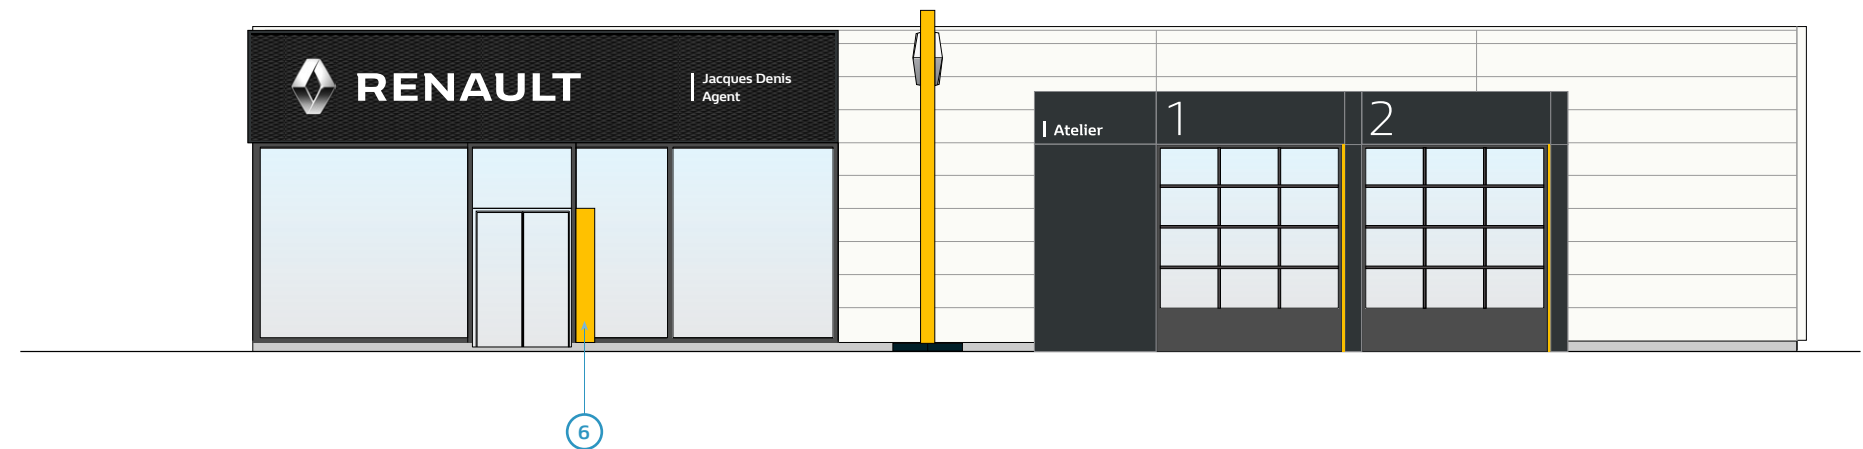 RENAULT
Jacques Denis
Agent
Atelier
1
2
6